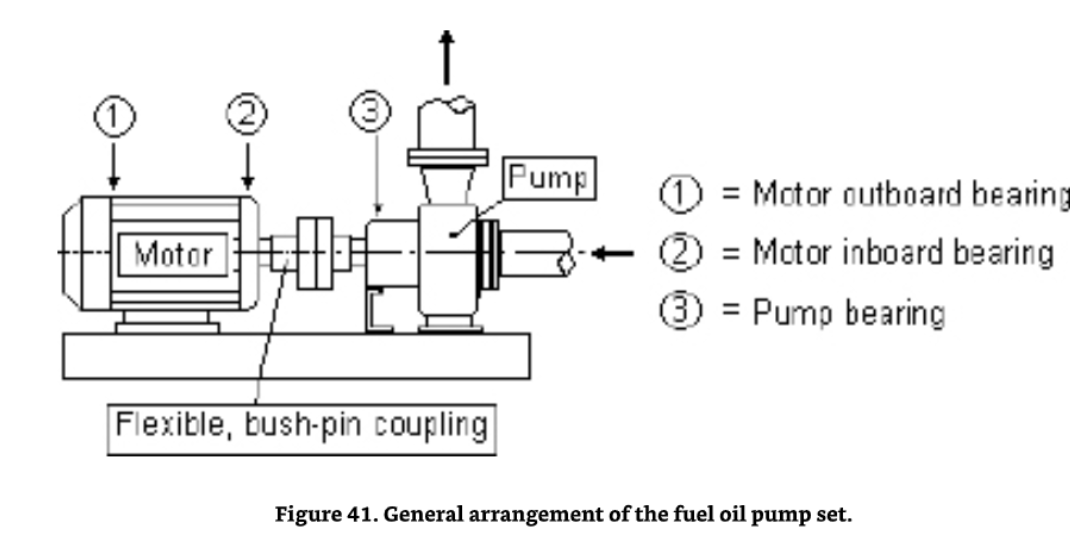 1 2 3
Pump
Motor
1 = Motor outboard bearing
2 = Motor inboard bearing
3 = Pump bearing
Flexible, bush-pin coupling
Figure 41. General arrangement of the fuel oil pump set.